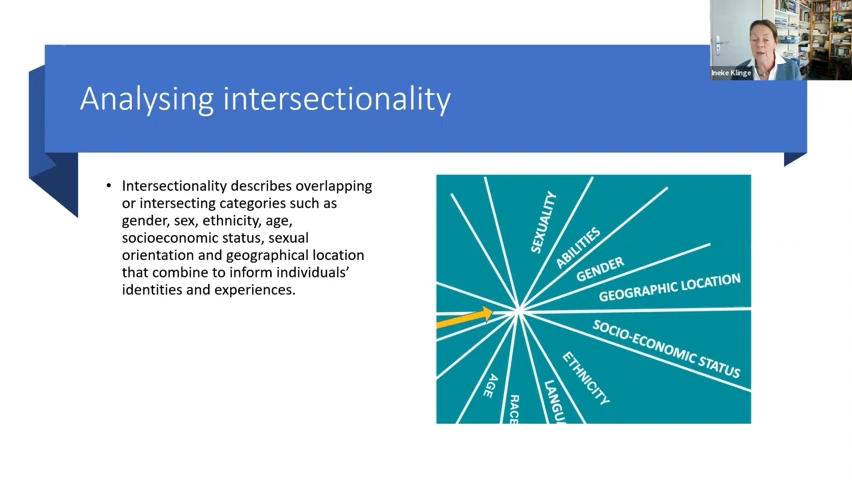 Ineke Klinge
Analysing intersectionality
• Intersectionality describes overlapping
or intersecting categories such as
gender, sex, ethnicity, age,
socioeconomic status, sexual
orientation and geographical location
that combine to inform individuals’
identities and experiences.
SEXUALITY
ABILITIES
GENDER
GEOGRAPHIC LOCATION
SOCIO-ECONOMIC STATUS
ETHNICITY
LANGUA
RACE
AGE